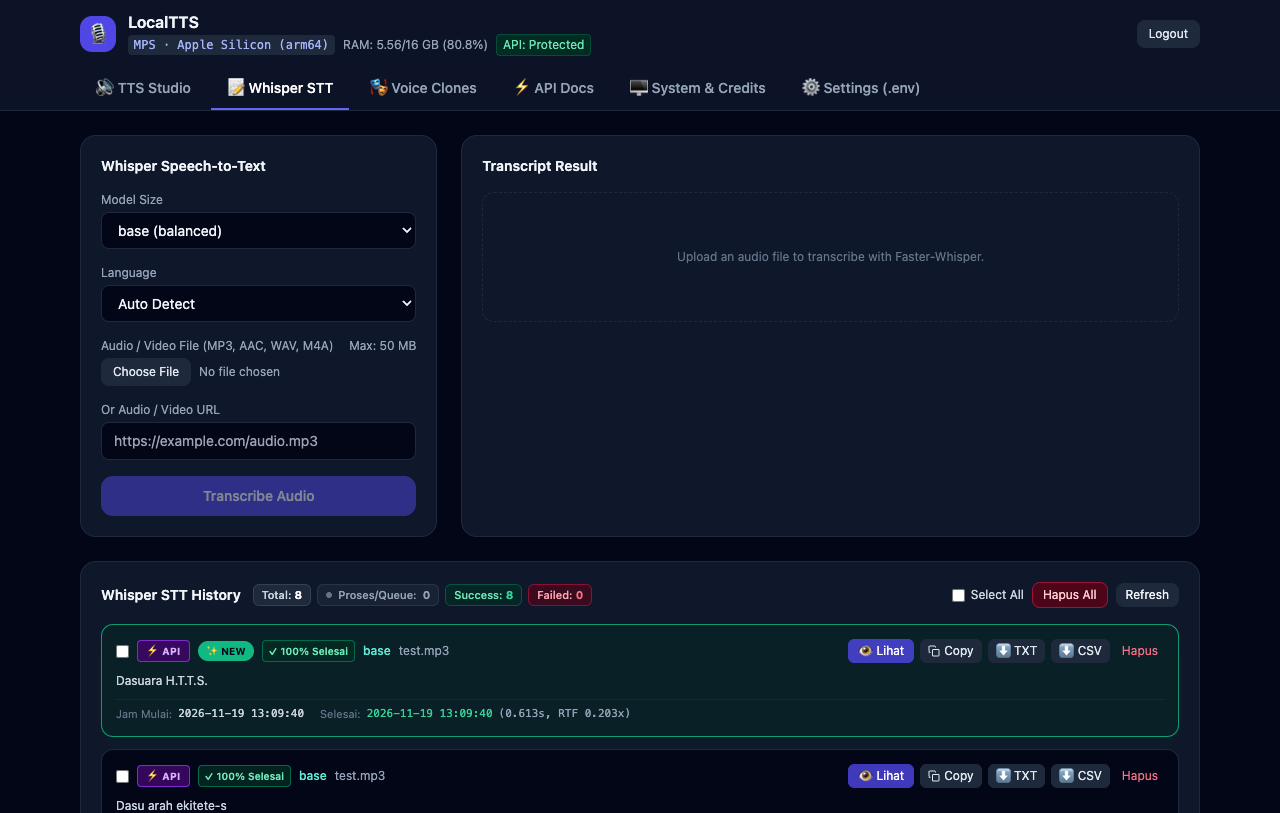 LocalTTS
MPS · Apple Silicon (arm64) RAM: 5.56/16 GB (80.8%) API: Protected
Logout
TTS Studio Whisper STT Voice Clones API Docs System & Credits Settings (.env)
Whisper Speech-to-Text
Model Size
base (balanced)
Language
Auto Detect
Audio / Video File (MP3, AAC, WAV, M4A) Max: 50 MB
Choose File No file chosen
Or Audio / Video URL
https://example.com/audio.mp3
Transcribe Audio
Transcript Result
Upload an audio file to transcribe with Faster-Whisper.
Whisper STT History Total: 8 Proses/Queue: 0 Success: 8 Failed: 0 Select All Hapus All Refresh
⚡ API ✨ NEW ✓ 100% Selesai base test.mp3 Lihat Copy TXT CSV Hapus
Dasuara H.T.T.S.
Jam Mulai: 2026-11-19 13:09:40 Selesai: 2026-11-19 13:09:40 (0.613s, RTF 0.203x)
⚡ API ✓ 100% Selesai base test.mp3 Lihat Copy TXT CSV Hapus
Dasu arah ekitete-s